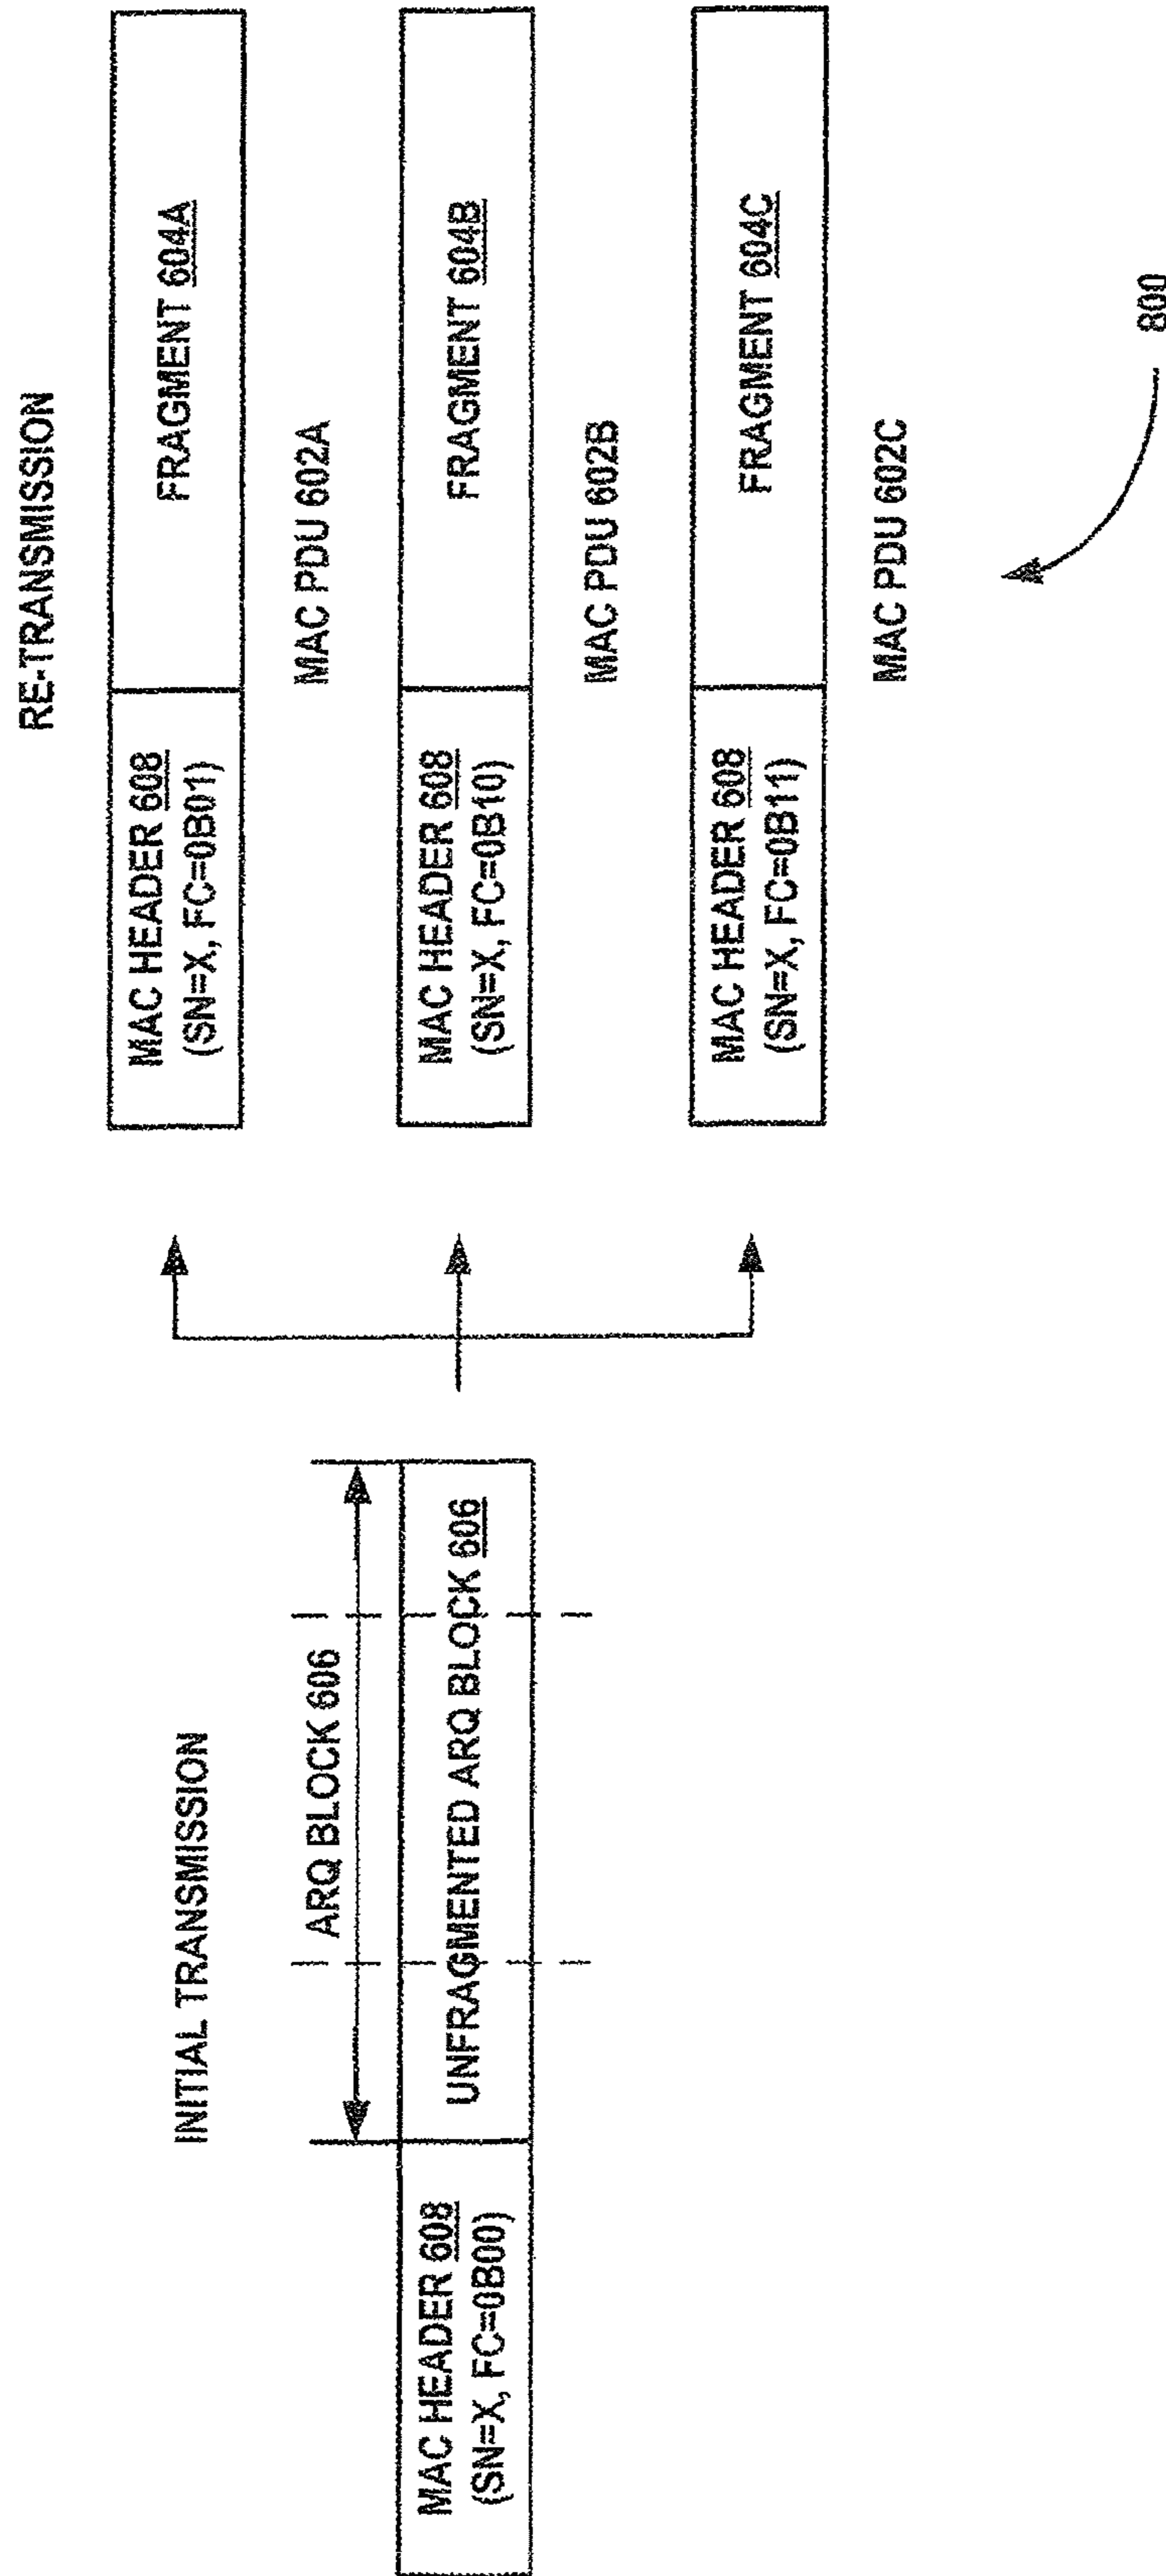 INITIAL TRANSMISSION
ARQ BLOCK 606
MAC HEADER 608
(SN=X, FC=0B00)
UNFRAGMENTED ARQ BLOCK 606
RE-TRANSMISSION
MAC HEADER 608
(SN=X, FC=0B01)
FRAGMENT 604A
MAC PDU 602A
MAC HEADER 608
(SN=X, FC=0B10)
FRAGMENT 604B
MAC PDU 602B
MAC HEADER 608
(SN=X, FC=0B11)
FRAGMENT 604C
MAC PDU 602C
800